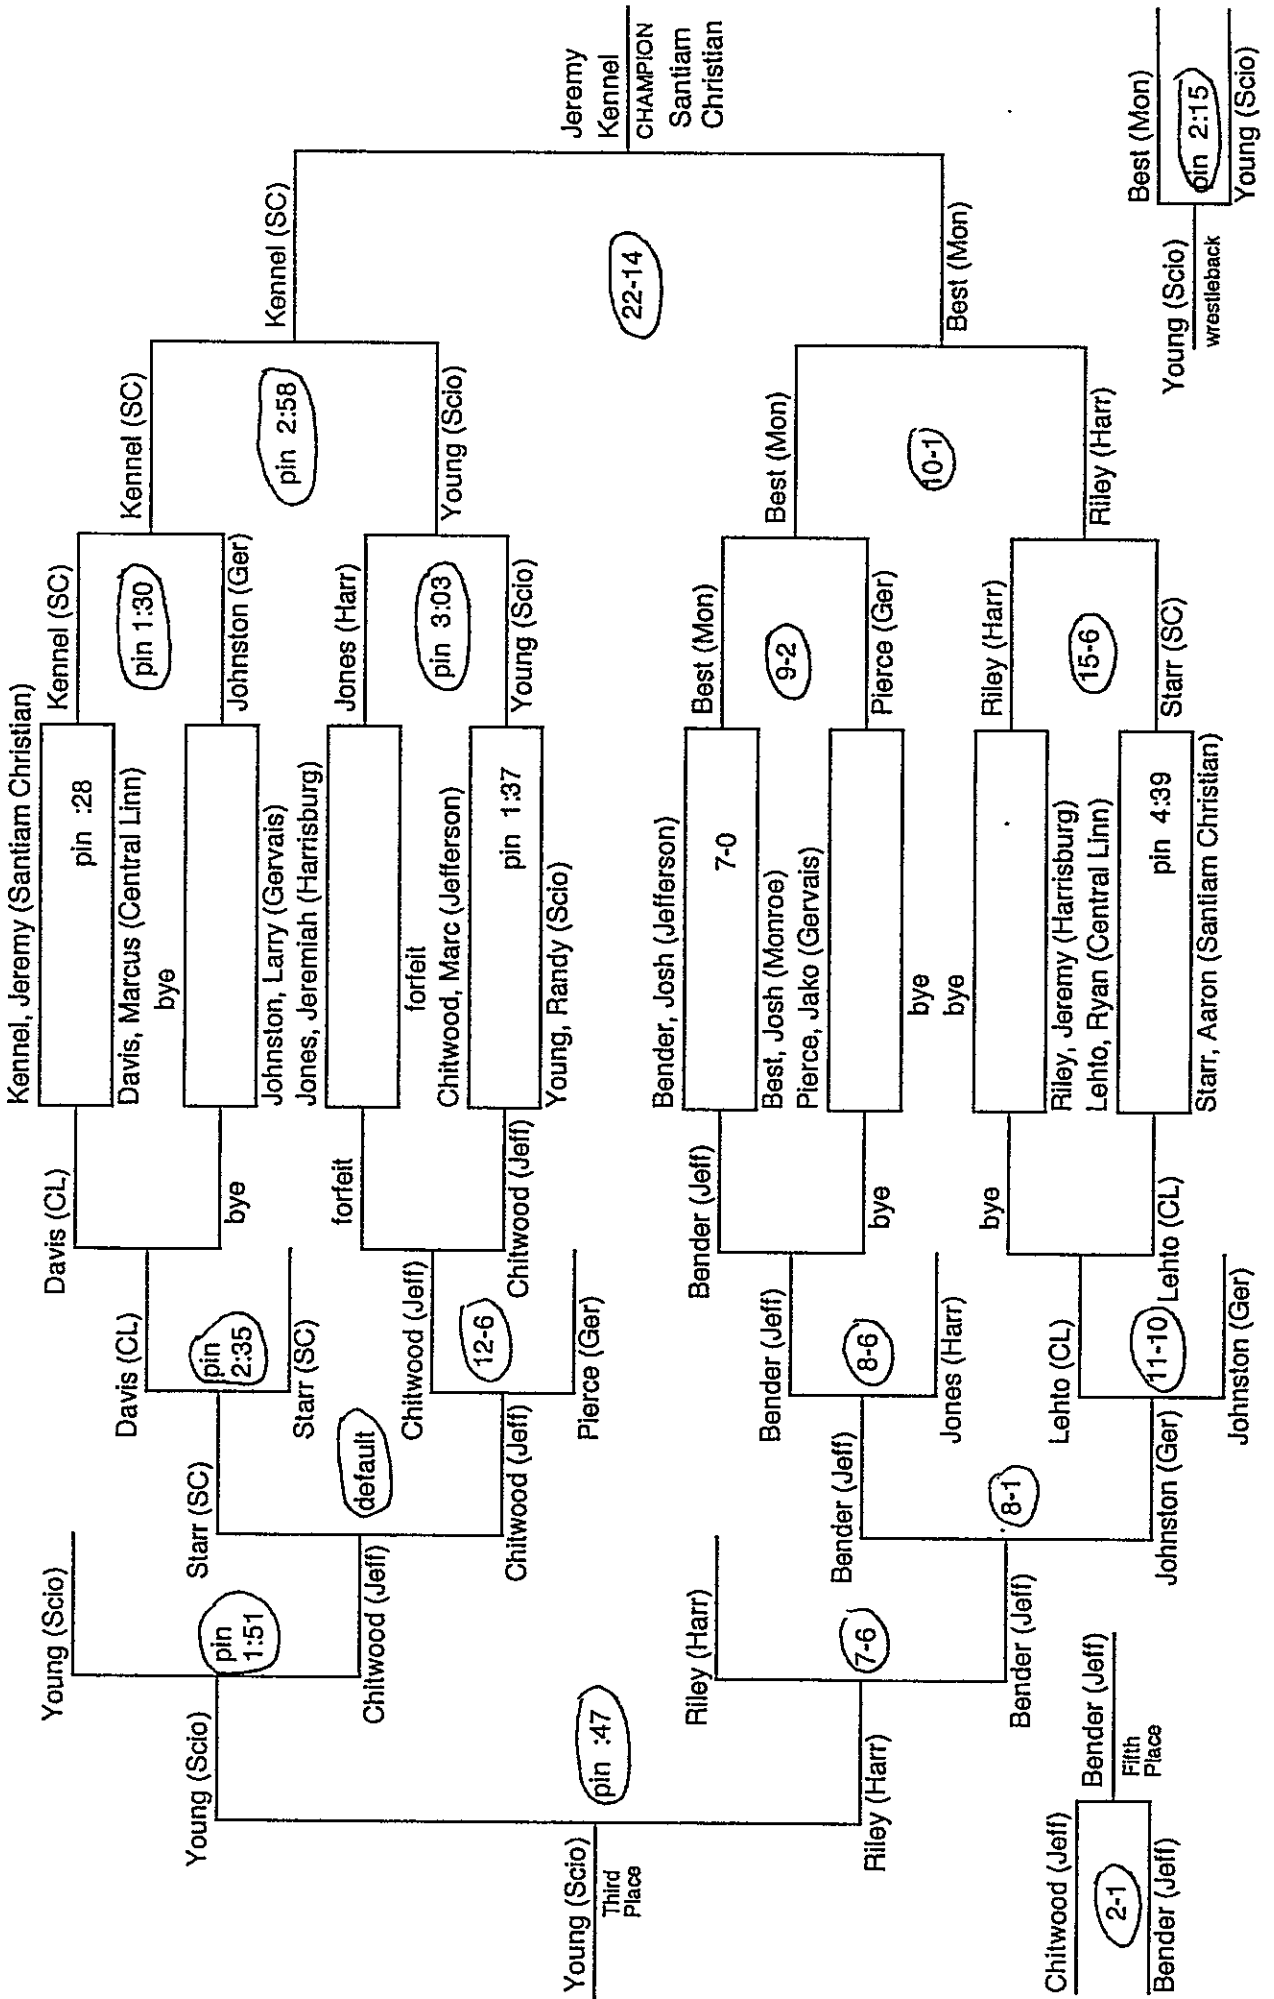 Kennel, Jeremy (Santiam Christian)
pin :28
Davis, Marcus (Central Linn)
bye
Johnston, Larry (Gervais)
Jones, Jeremiah (Harrisburg)
forfeit
Chitwood, Marc (Jefferson)
pin 1:37
Young, Randy (Scio)
Bender, Josh (Jefferson)
7-0
Best, Josh (Monroe)
Pierce, Jako (Gervais)
bye
bye
Riley, Jeremy (Harrisburg)
Lehto, Ryan (Central Linn)
pin 4:39
Starr, Aaron (Santiam Christian)
Kennel (SC)
pin 1:30
Johnston (Ger)
Jones (Harr)
pin 3:03
Young (Scio)
Best (Mon)
9-2
Pierce (Ger)
Riley (Harr)
15-6
Starr (SC)
Kennel (SC)
pin 2:58
Young (Scio)
Best (Mon)
10-1
Riley (Harr)
Kennel (SC)
22-14
Best (Mon)
Jeremy
Kennel
CHAMPION
Santiam
Christian
Best (Mon)
pin 2:15
Young (Scio)
Young (Scio)
wrestleback
Davis (CL)
bye
forfeit
Chitwood (Jeff)
Bender (Jeff)
bye
bye
Lehto (CL)
Davis (CL)
pin
2:35
Starr (SC)
Chitwood (Jeff)
12-6
Pierce (Ger)
Bender (Jeff)
8-6
Jones (Harr)
Lehto (CL)
11-10
Johnston (Ger)
Starr (SC)
default
Chitwood (Jeff)
Bender (Jeff)
8-1
Johnston (Ger)
Young (Scio)
pin
1:51
Chitwood (Jeff)
Riley (Harr)
7-6
Bender (Jeff)
Young (Scio)
pin :47
Riley (Harr)
Young (Scio)
Third
Place
Chitwood (Jeff)
2-1
Bender (Jeff)
Bender (Jeff)
Fifth
Place